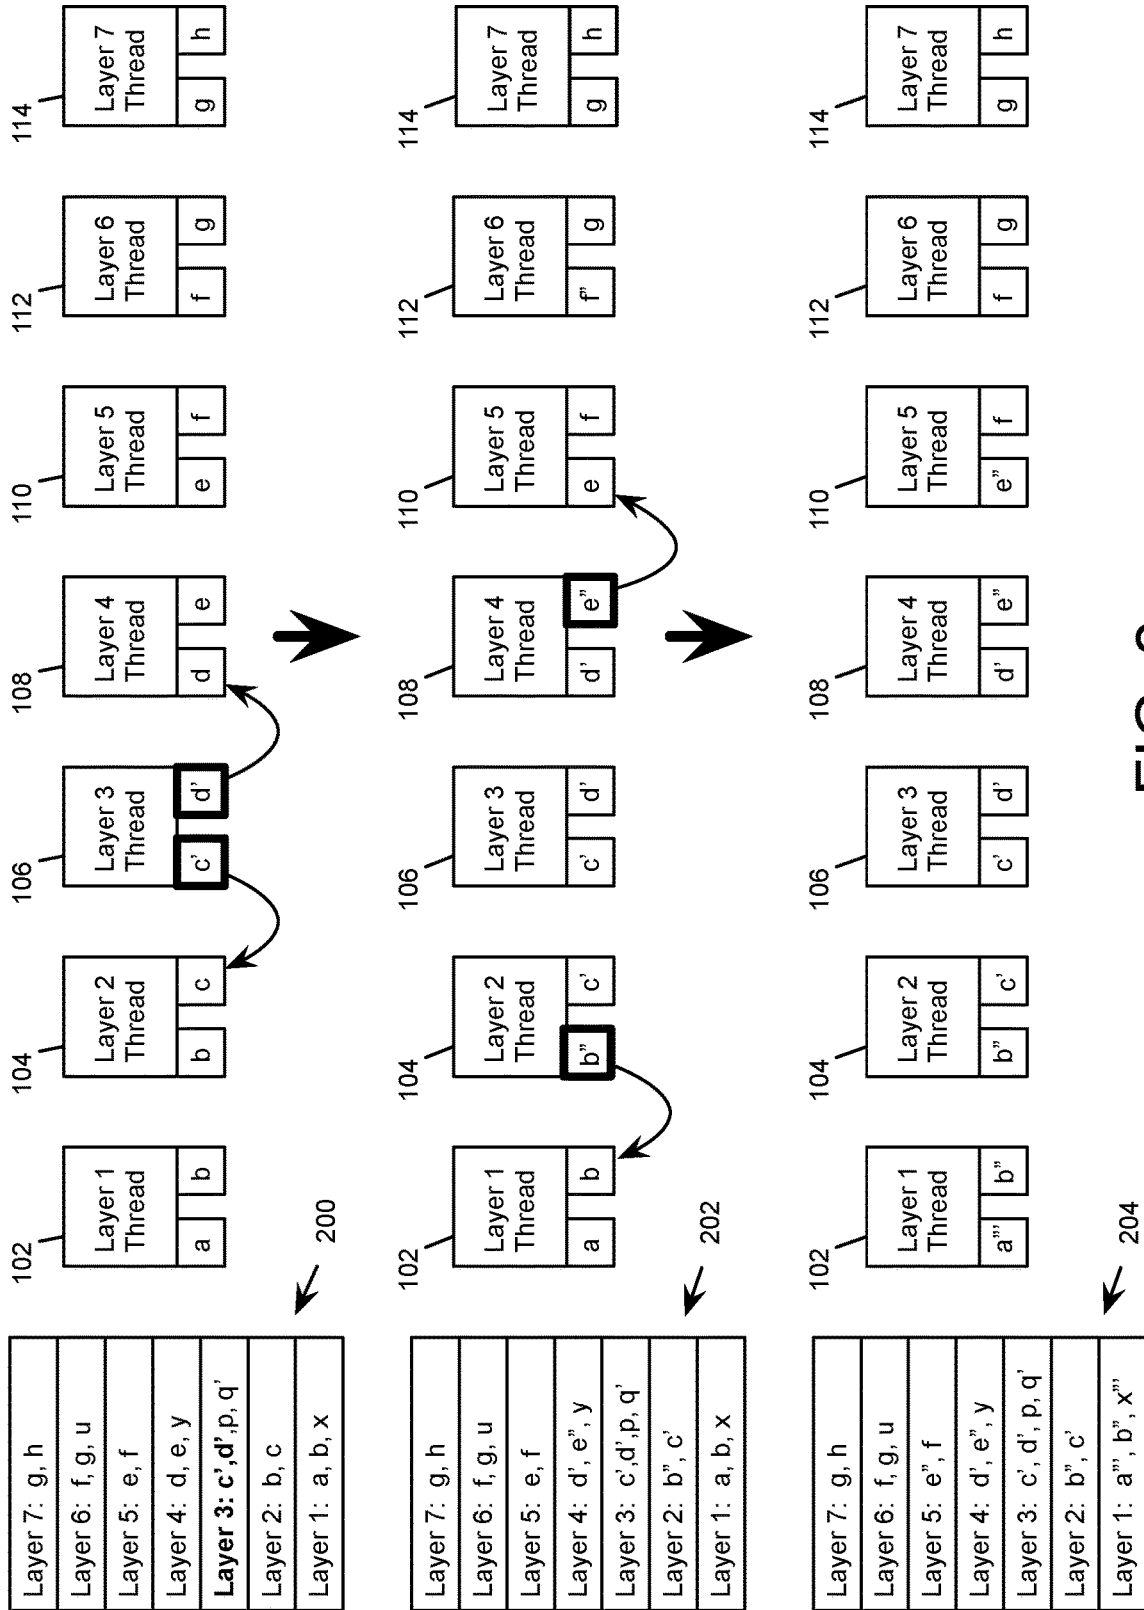 Layer 7: g, h
Layer 6: f, g, u
Layer 5: e, f
Layer 4: d, e, y
Layer 3: c',d',p, q'
Layer 2: b, c
Layer 1: a, b, x
200
102 104 106 108 110 112 114
Layer 1 Layer 2 Layer 3 Layer 4 Layer 5 Layer 6 Layer 7
Thread Thread Thread Thread Thread Thread Thread
a b b c c' d' d e e f f g g h
Layer 7: g, h
Layer 6: f, g, u
Layer 5: e, f
Layer 4: d', e", y
Layer 3: c',d',p, q'
Layer 2: b", c'
Layer 1: a, b, x
202
102 104 106 108 110 112 114
Layer 1 Layer 2 Layer 3 Layer 4 Layer 5 Layer 6 Layer 7
Thread Thread Thread Thread Thread Thread Thread
a b b" c' c' d' d' e" e f f" g g h
Layer 7: g, h
Layer 6: f, g, u
Layer 5: e", f
Layer 4: d', e", y
Layer 3: c', d', p, q'
Layer 2: b", c'
Layer 1: a"', b", x"'
204
102 104 106 108 110 112 114
Layer 1 Layer 2 Layer 3 Layer 4 Layer 5 Layer 6 Layer 7
Thread Thread Thread Thread Thread Thread Thread
a"' b" b" c' c' d' d' e" e" f f g g h
FIG.